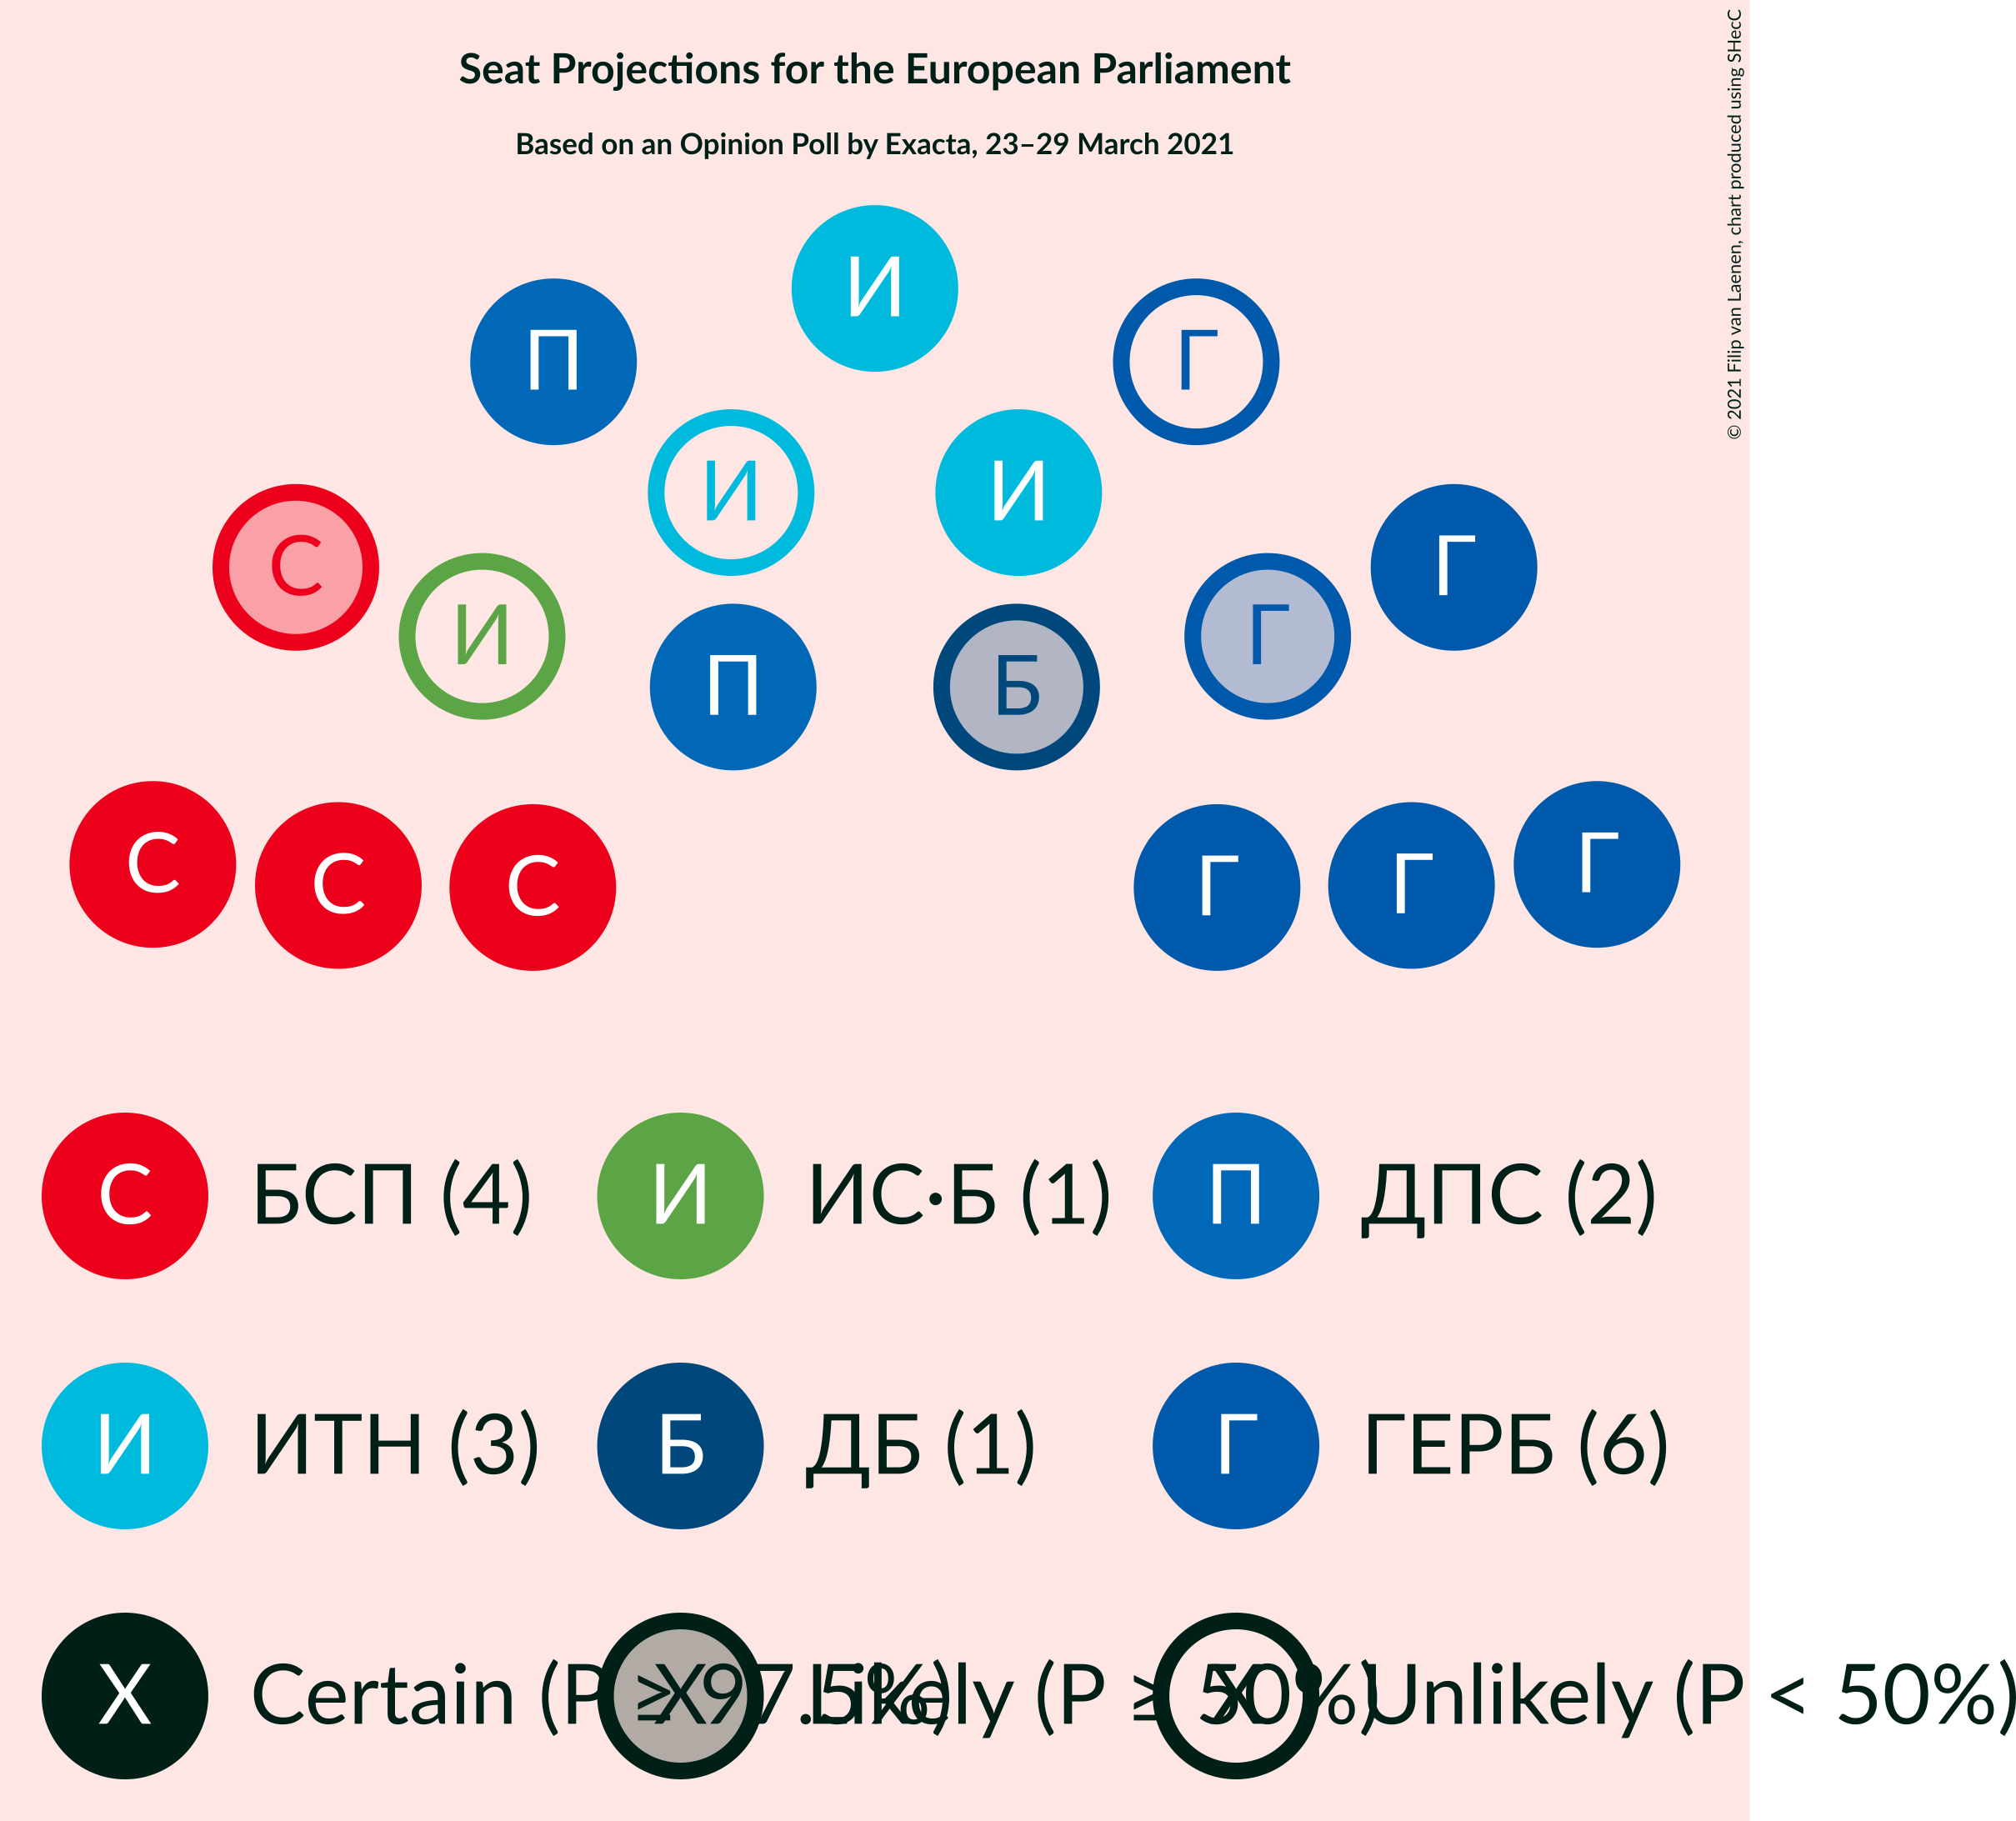 Seat Projections for the European Parliament
Based on an Opinion Poll by Exacta, 23–29 March 2021
© 2021 Filip van Laenen, chart produced using SHecC
И
П
Г
И
И
С
Г
И
Г
П
Б
С
С
С
Г
Г
Г
С БСП (4) И ИС•Б (1) П ДПС (2)
И ИТН (3) Б ДБ (1) Г ГЕРБ (6)
X Certain (P ≥ 97.5%) X Likely (P ≥ 50%) X Unlikely (P < 50%)